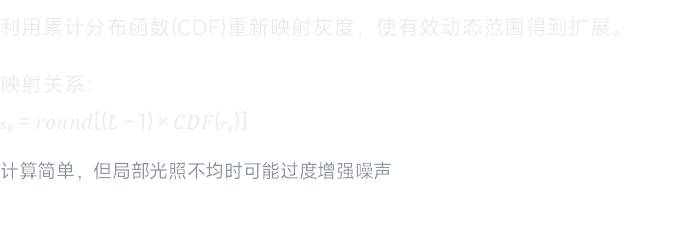 利用累计分布函数(CDF)重新映射灰度，使有效动态范围得到扩展。
映射关系：
sₖ = round[(L − 1) × CDF(rₖ)]
计算简单，但局部光照不均时可能过度增强噪声